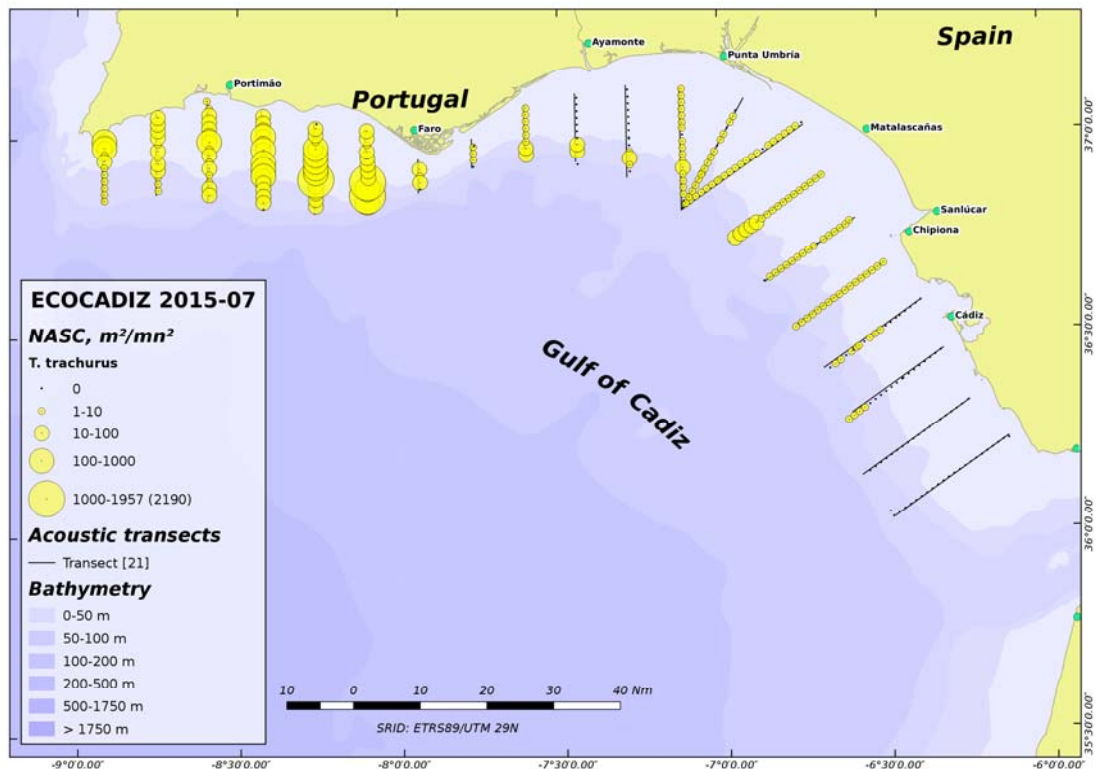 Spain
Ayamonte
Punta Umbría
Portimão
Portugal
Faro
Matalascañas
Sanlúcar
Chipiona
Cádiz
Gulf of Cadiz
ECOCADIZ 2015-07
NASC, m²/mn²
T. trachurus
0
1-10
10-100
100-1000
1000-1957 (2190)
Acoustic transects
Transect [21]
Bathymetry
0-50 m
50-100 m
100-200 m
200-500 m
500-1750 m
> 1750 m
10 0 10 20 30 40 Nm
SRID: ETRS89/UTM 29N
37°0'0.00"
36°30'0.00"
36°0'0.00"
35°30'0.00"
-9°0'0.00" -8°30'0.00" -8°0'0.00" -7°30'0.00" -7°0'0.00" -6°30'0.00" -6°0'0.00"